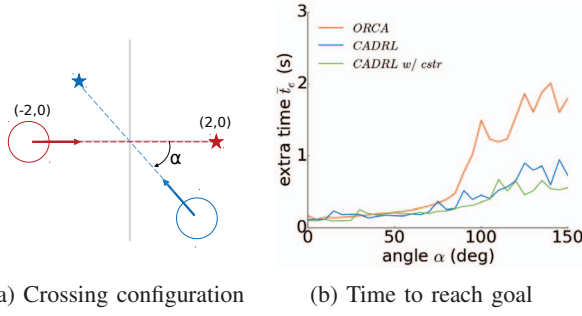 (-2,0)
(2,0)
α
ORCA
CADRL
CADRL w/ cstr
extra time t̄e (s)
3
2
1
0
0 50 100 150
angle α (deg)
a) Crossing configuration
(b) Time to reach goal